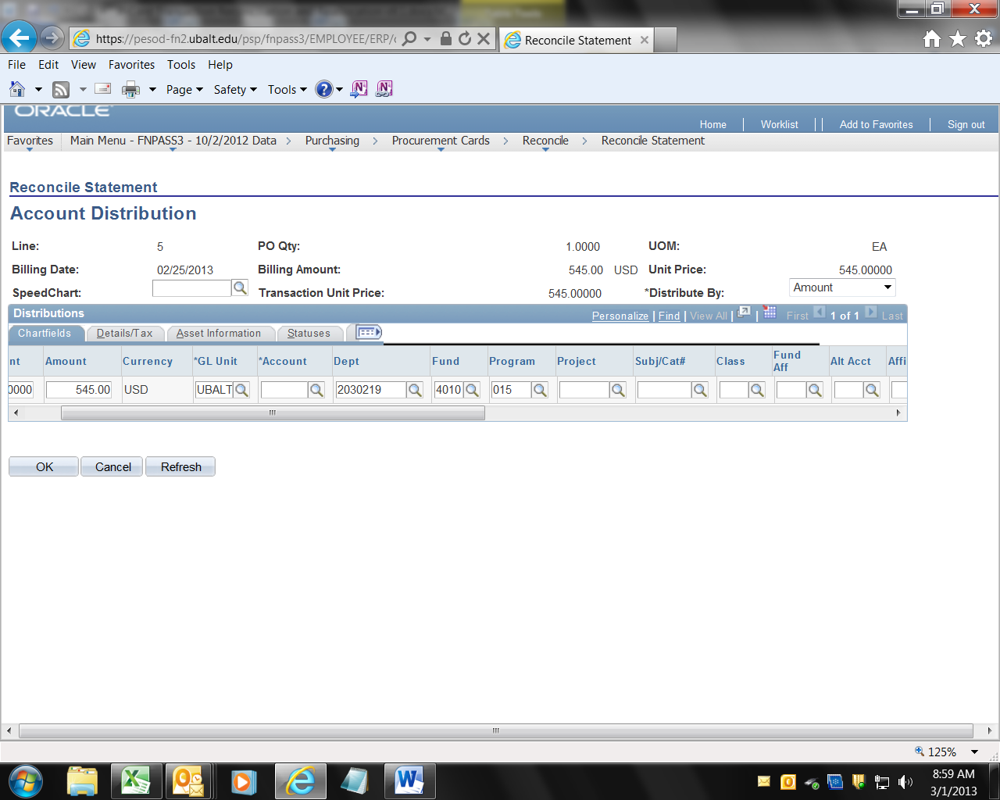 https://pesod-fn2.ubalt.edu/psp/fnpass3/EMPLOYEE/ERP/
Reconcile Statement
File Edit View Favorites Tools Help
Page Safety Tools
ORACLE
Home Worklist Add to Favorites Sign out
Favorites Main Menu - FNPASS3 - 10/2/2012 Data > Purchasing > Procurement Cards > Reconcile > Reconcile Statement
Reconcile Statement
Account Distribution
Line: 5 PO Qty: 1.0000 UOM: EA
Billing Date: 02/25/2013 Billing Amount: 545.00 USD Unit Price: 545.00000
SpeedChart: Transaction Unit Price: 545.00000 *Distribute By: Amount
Distributions Personalize | Find | View All | | First 1 of 1 Last
Chartfields Details/Tax Asset Information Statuses
nt Amount Currency *GL Unit *Account Dept Fund Program Project Subj/Cat# Class Fund Aff Alt Acct Affi
0000 545.00 USD UBALT 2030219 4010 015
OK Cancel Refresh
125%
8:59 AM
3/1/2013